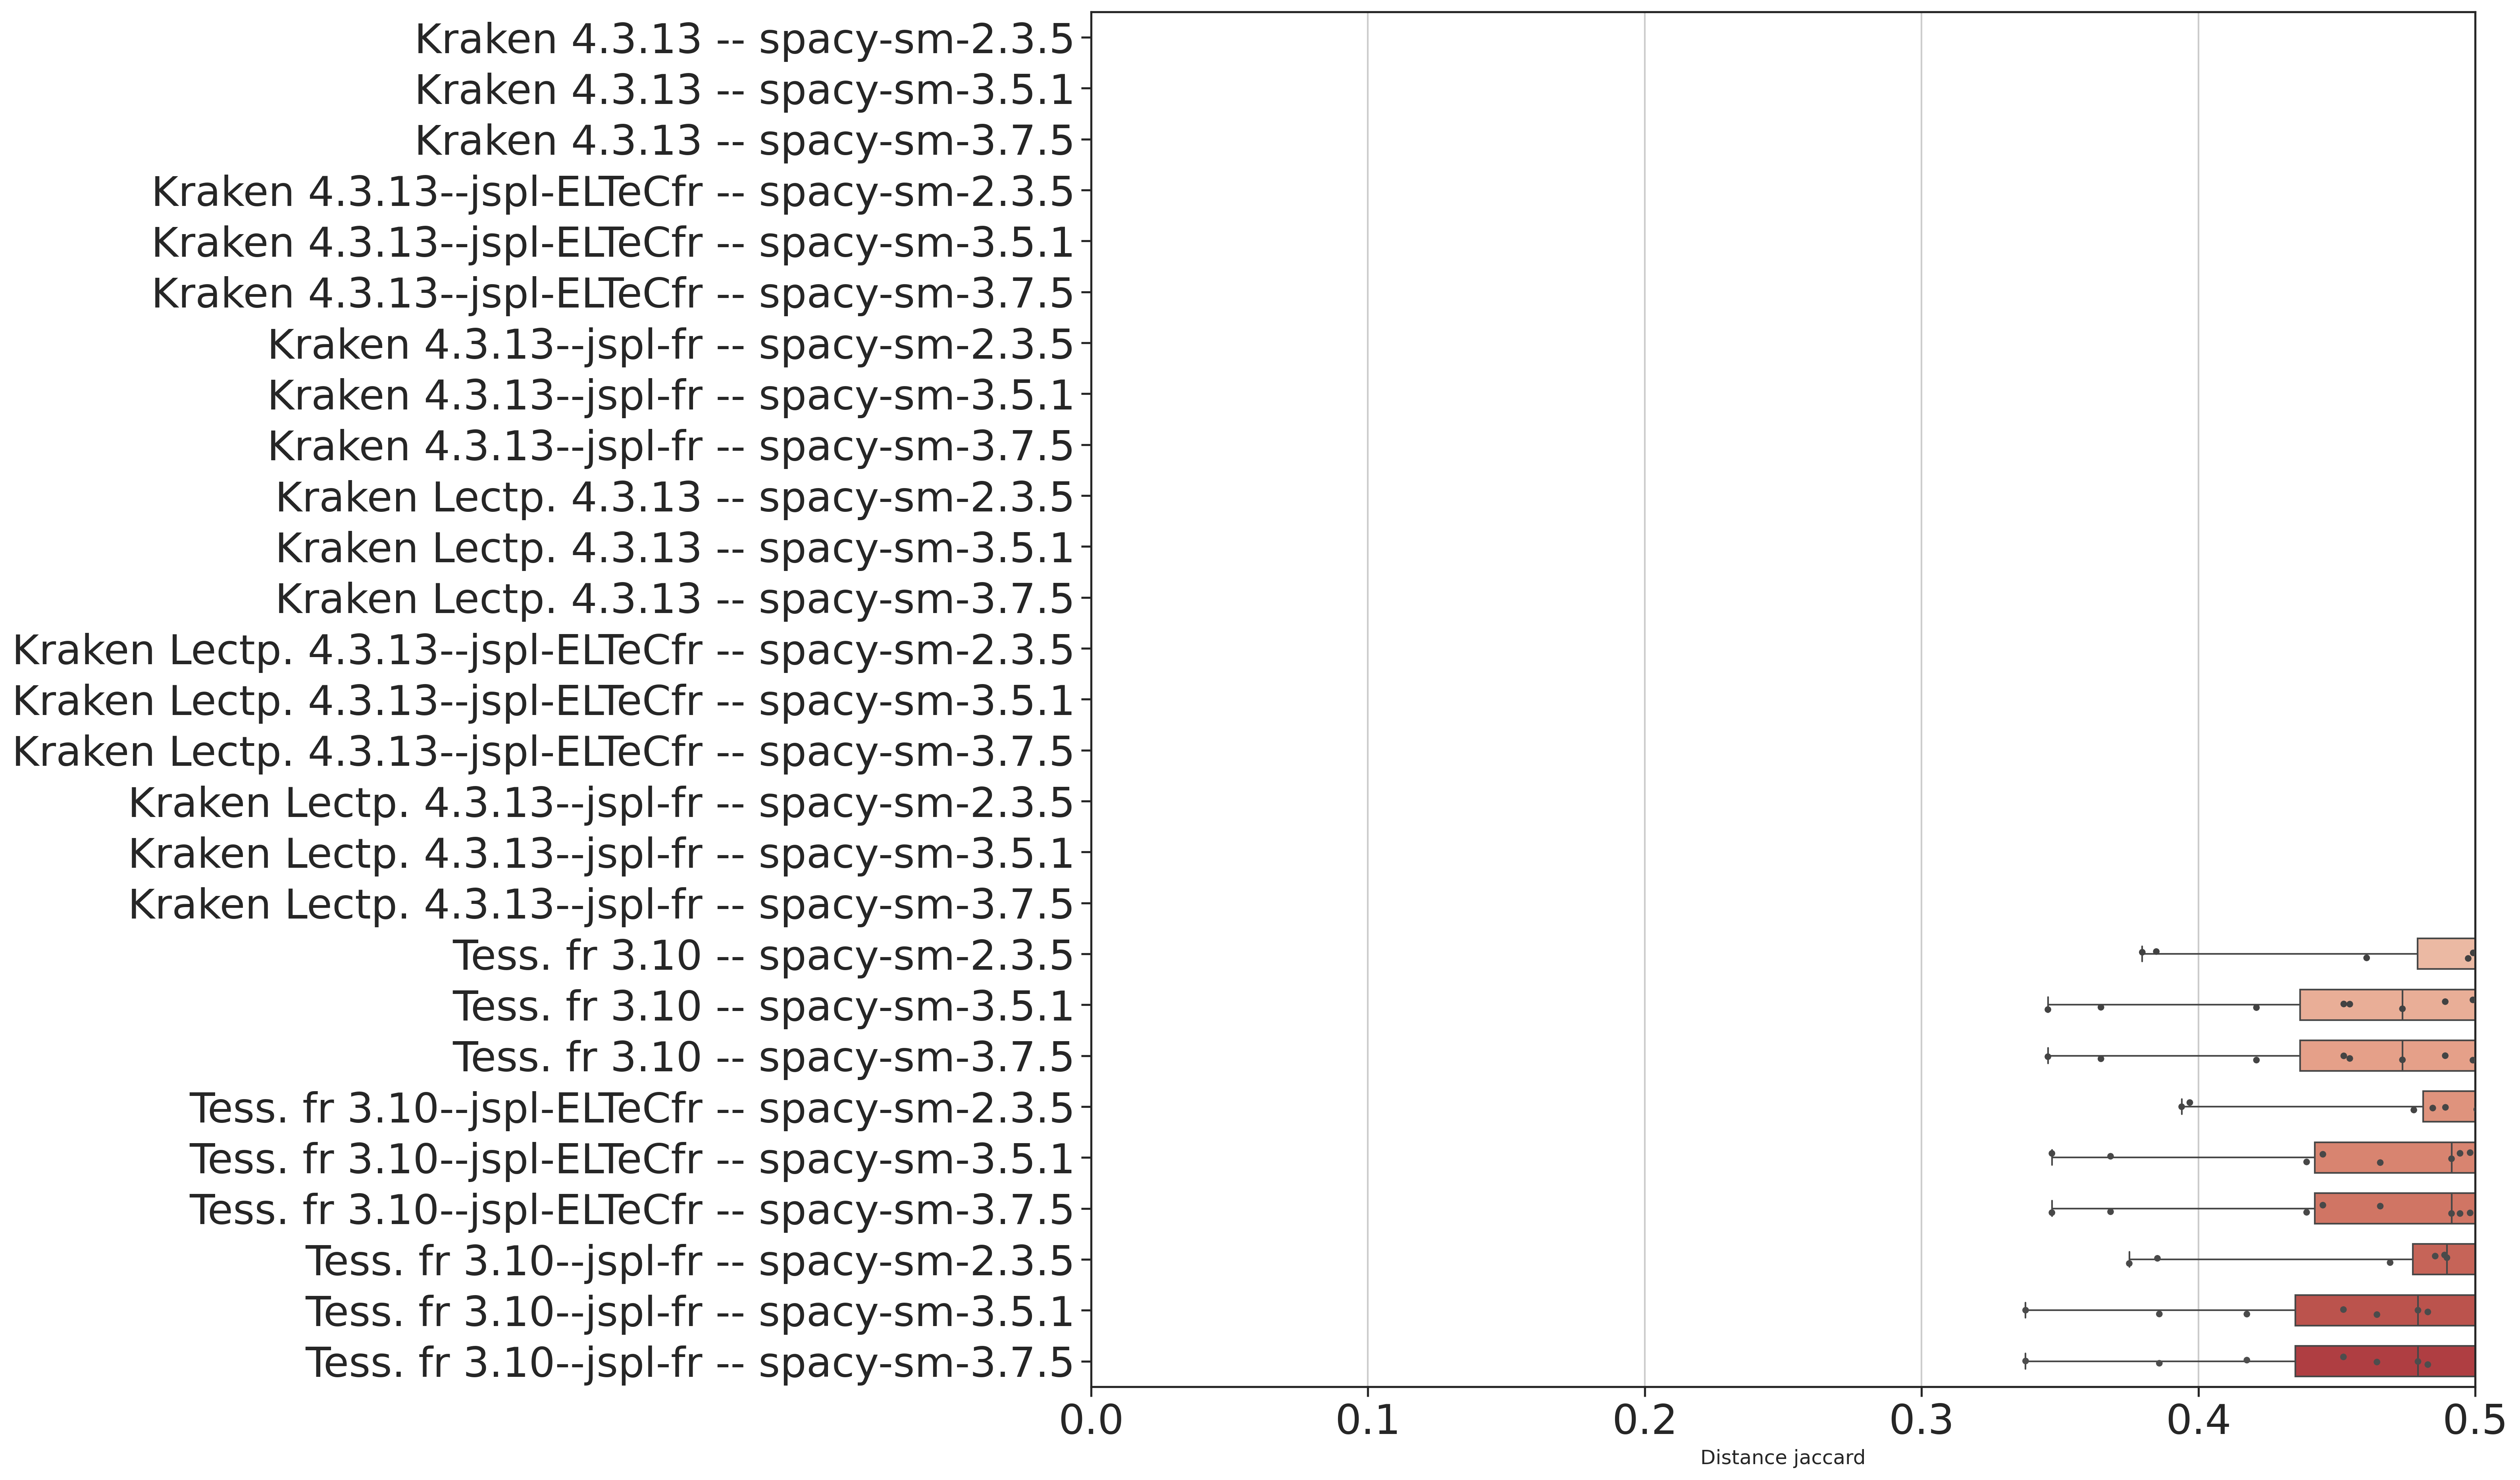 Kraken 4.3.13 -- spacy-sm-2.3.5
Kraken 4.3.13 -- spacy-sm-3.5.1
Kraken 4.3.13 -- spacy-sm-3.7.5
Kraken 4.3.13--jspl-ELTeCfr -- spacy-sm-2.3.5
Kraken 4.3.13--jspl-ELTeCfr -- spacy-sm-3.5.1
Kraken 4.3.13--jspl-ELTeCfr -- spacy-sm-3.7.5
Kraken 4.3.13--jspl-fr -- spacy-sm-2.3.5
Kraken 4.3.13--jspl-fr -- spacy-sm-3.5.1
Kraken 4.3.13--jspl-fr -- spacy-sm-3.7.5
Kraken Lectp. 4.3.13 -- spacy-sm-2.3.5
Kraken Lectp. 4.3.13 -- spacy-sm-3.5.1
Kraken Lectp. 4.3.13 -- spacy-sm-3.7.5
Kraken Lectp. 4.3.13--jspl-ELTeCfr -- spacy-sm-2.3.5
Kraken Lectp. 4.3.13--jspl-ELTeCfr -- spacy-sm-3.5.1
Kraken Lectp. 4.3.13--jspl-ELTeCfr -- spacy-sm-3.7.5
Kraken Lectp. 4.3.13--jspl-fr -- spacy-sm-2.3.5
Kraken Lectp. 4.3.13--jspl-fr -- spacy-sm-3.5.1
Kraken Lectp. 4.3.13--jspl-fr -- spacy-sm-3.7.5
Tess. fr 3.10 -- spacy-sm-2.3.5
Tess. fr 3.10 -- spacy-sm-3.5.1
Tess. fr 3.10 -- spacy-sm-3.7.5
Tess. fr 3.10--jspl-ELTeCfr -- spacy-sm-2.3.5
Tess. fr 3.10--jspl-ELTeCfr -- spacy-sm-3.5.1
Tess. fr 3.10--jspl-ELTeCfr -- spacy-sm-3.7.5
Tess. fr 3.10--jspl-fr -- spacy-sm-2.3.5
Tess. fr 3.10--jspl-fr -- spacy-sm-3.5.1
Tess. fr 3.10--jspl-fr -- spacy-sm-3.7.5
0.0 0.1 0.2 0.3 0.4 0.5
Distance jaccard